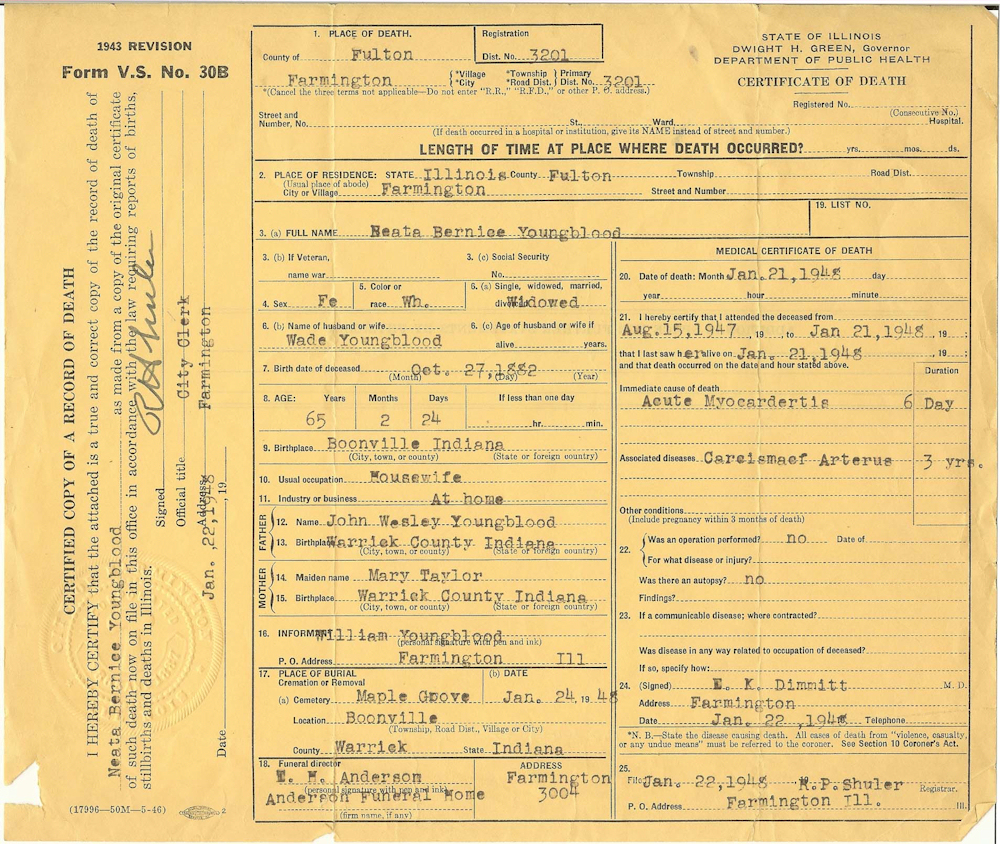 1943 REVISION
Form V.S. No. 30B
CERTIFIED COPY OF A RECORD OF DEATH
I HEREBY CERTIFY that the attached is a true and correct copy of the record of death of
Neata Bernice Youngblood as made from a copy of the original certificate
of such death now on file in this office in accordance with the law requiring reports of births,
stillbirths and deaths in Illinois.
Signed
Official title City Clerk
Address Farmington
Date Jan. ,22,1948 , 19
(17996—50M—5-46) 2
1. PLACE OF DEATH.
County of Fulton
Registration
Dist. No. 3201
Farmington
{ *Village *Township } Primary
{ *City *Road Dist. } Dist. No. 3201
*(Cancel the three terms not applicable—Do not enter "R.R.," "R.F.D.," or other P. O. address.)
STATE OF ILLINOIS
DWIGHT H. GREEN, Governor
DEPARTMENT OF PUBLIC HEALTH
CERTIFICATE OF DEATH
Registered No.
(Consecutive No.)
Street and
Number, No. St., Ward, Hospital.
(If death occurred in a hospital or institution, give its NAME instead of street and number.)
LENGTH OF TIME AT PLACE WHERE DEATH OCCURRED? yrs. mos. ds.
2. PLACE OF RESIDENCE: STATE Illinois County Fulton Township Road Dist.
(Usual place of abode)
City or Village Farmington Street and Number
19. LIST NO.
3. (a) FULL NAME Neata Bernice Youngblood
3. (b) If Veteran,
name war
3. (c) Social Security
No.
4. Sex Fe
5. Color or
race Wh.
6. (a) Single, widowed, married,
divorced Widowed
6. (b) Name of husband or wife
Wade Youngblood
6. (c) Age of husband or wife if
alive years.
7. Birth date of deceased Oct. 27,1882
(Month) (Day) (Year)
8. AGE: Years Months Days If less than one day
65 2 24 hr. min.
9. Birthplace Boonville Indiana
(City, town, or county) (State or foreign country)
10. Usual occupation Housewife
11. Industry or business At home
FATHER
12. Name John Wesley Youngblood
13. Birthplace Warrick County Indiana
(City, town, or county) (State or foreign country)
MOTHER
14. Maiden name Mary Taylor
15. Birthplace Warrick County Indiana
(City, town, or county) (State or foreign country)
16. INFORMANT William Youngblood
(personal signature with pen and ink)
P. O. Address Farmington Ill
17. PLACE OF BURIAL
Cremation or Removal
(b) DATE
(a) Cemetery Maple Grove Jan. 24, 19 48
Location Boonville
(Township, Road Dist., Village or City)
County Warrick State Indiana
18. Funeral director ADDRESS
H. Anderson Farmington
(personal signature with pen and ink)
Anderson Funeral Home 3004
(firm name, if any)
MEDICAL CERTIFICATE OF DEATH
20. Date of death: Month Jan.21,1948 day
year hour minute
21. I hereby certify that I attended the deceased from
Aug.15,1947 , 19 , to Jan 21,1948 , 19
that I last saw h er alive on Jan. 21,1948 , 19 ;
and that death occurred on the date and hour stated above.
Duration
Immediate cause of death
Acute Myocardertis 6 Day
Associated diseases Carcismacf Arterus 3 yrs.
Other conditions
(Include pregnancy within 3 months of death)
22. { Was an operation performed? no Date of
{ For what disease or injury?
Was there an autopsy? no
Findings?
23. If a communicable disease; where contracted?
Was disease in any way related to occupation of deceased?
If so, specify how:
24. (Signed) E. K. Dimmitt M. D.
Address Farmington
Date Jan. 22 ,1948 Telephone
*N. B.—State the disease causing death. All cases of death from "violence, casualty,
or any undue means" must be referred to the coroner. See Section 10 Coroner's Act.
25.
Filed Jan. 22,1948 R.P.Shuler Registrar.
P. O. Address Farmington Ill. Ill.